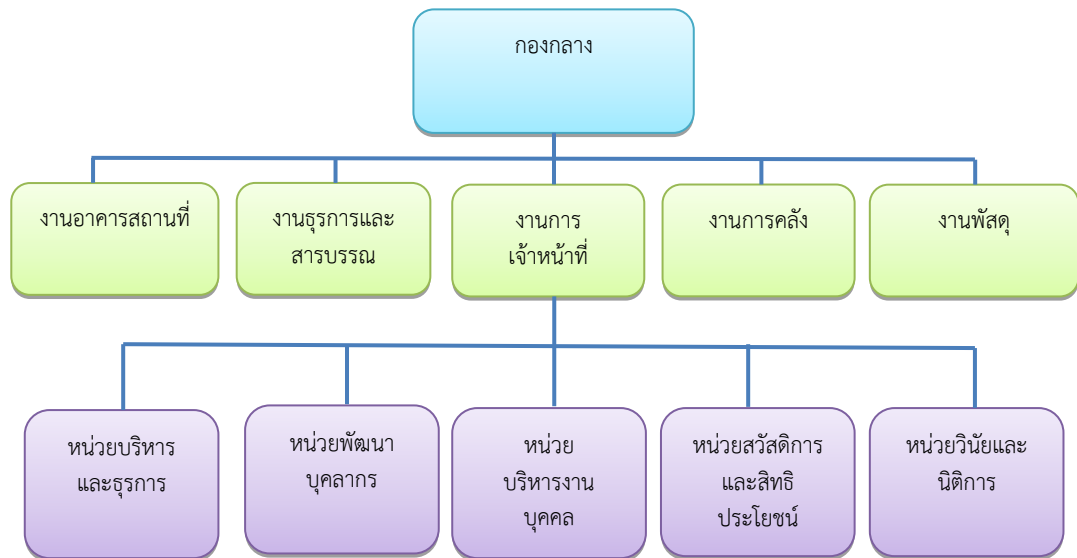 กองกลาง
งานอาคารสถานที่
งานธุรการและ
สารบรรณ
งานการ
เจ้าหน้าที่
งานการคลัง
งานพัสดุ
หน่วยบริหาร
และธุรการ
หน่วยพัฒนา
บุคลากร
หน่วย
บริหารงาน
บุคคล
หน่วยสวัสดิการ
และสิทธิ
ประโยชน์
หน่วยวินัยและ
นิติการ